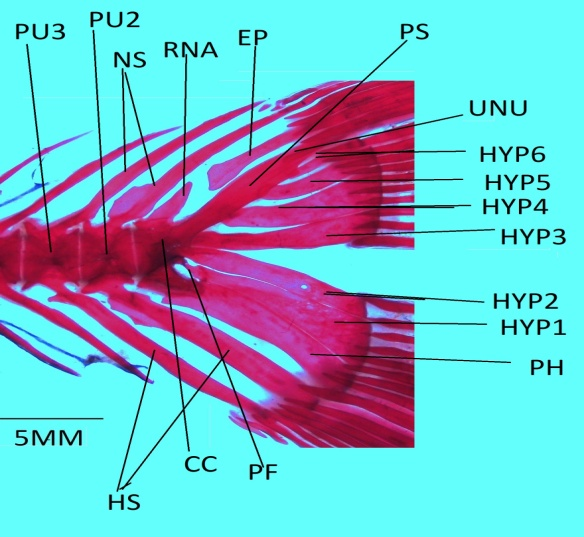 PU3
PU2
NS
RNA
EP
PS
UNU
HYP6
HYP5
HYP4
HYP3
HYP2
HYP1
PH
5MM
CC
PF
HS